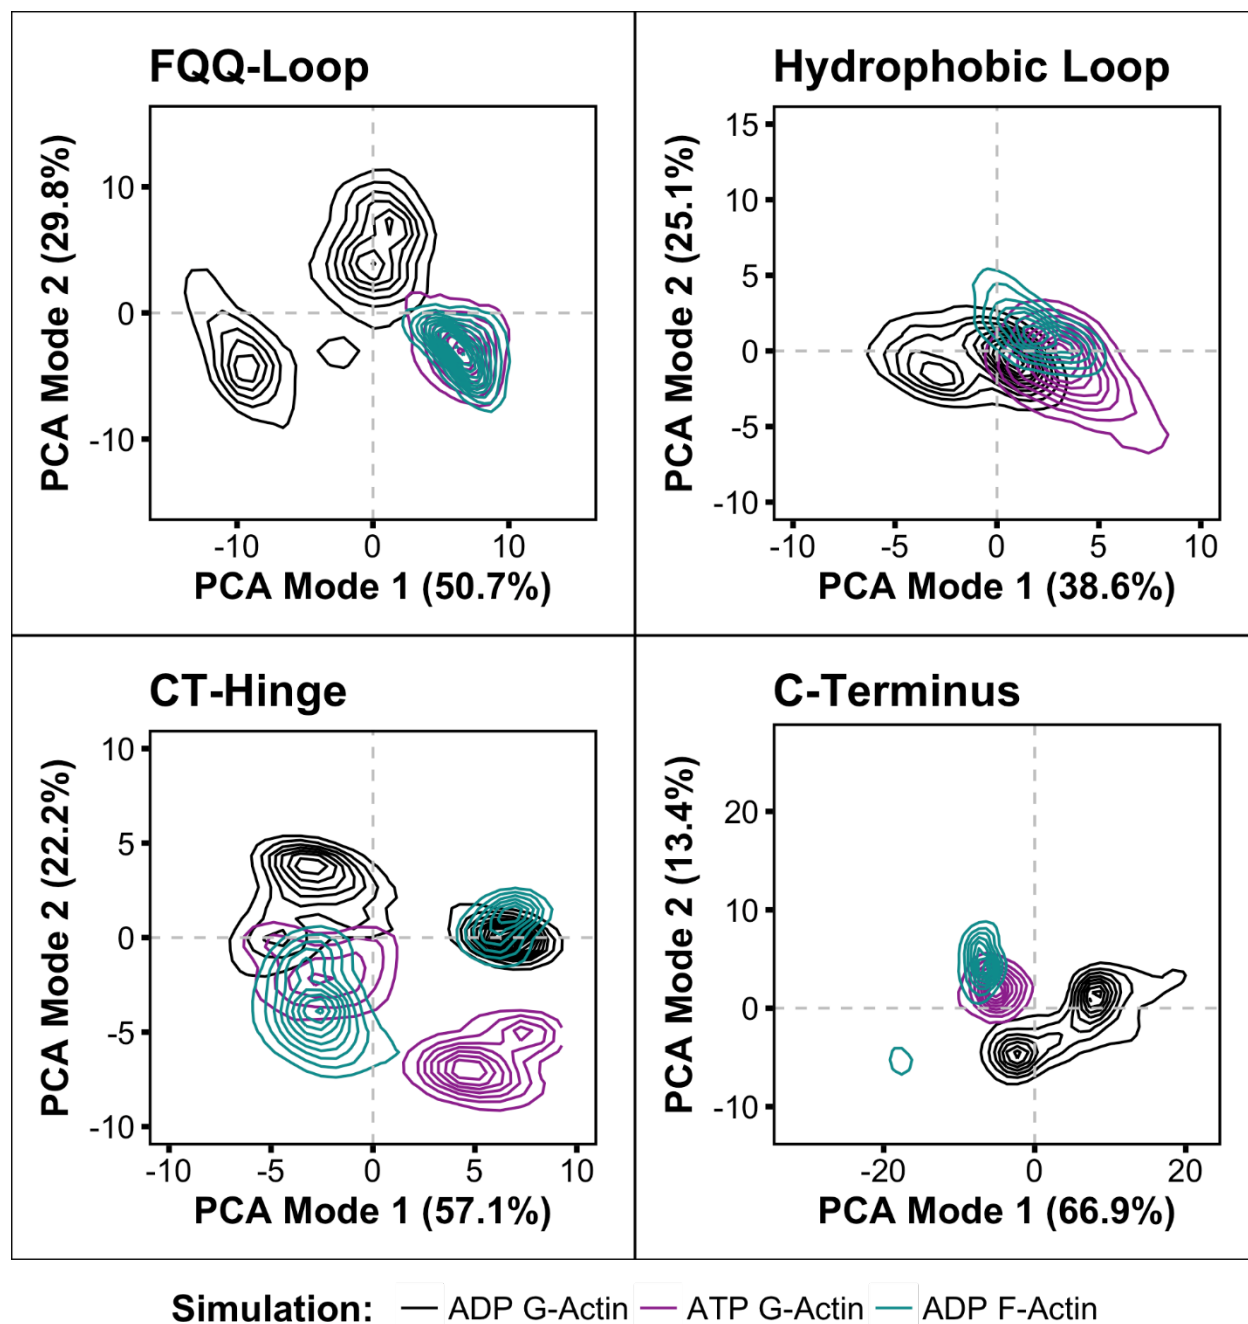 FQQ-Loop
PCA Mode 2 (29.8%)
10
0
-10
-10
0
10
PCA Mode 1 (50.7%)
Hydrophobic Loop
PCA Mode 2 (25.1%)
15
10
5
0
-5
-10
-10
-5
0
5
10
PCA Mode 1 (38.6%)
CT-Hinge
PCA Mode 2 (22.2%)
10
5
0
-5
-10
-10
-5
0
5
10
PCA Mode 1 (57.1%)
C-Terminus
PCA Mode 2 (13.4%)
20
10
0
-10
-20
0
20
PCA Mode 1 (66.9%)
Simulation: ADP G-Actin ATP G-Actin ADP F-Actin